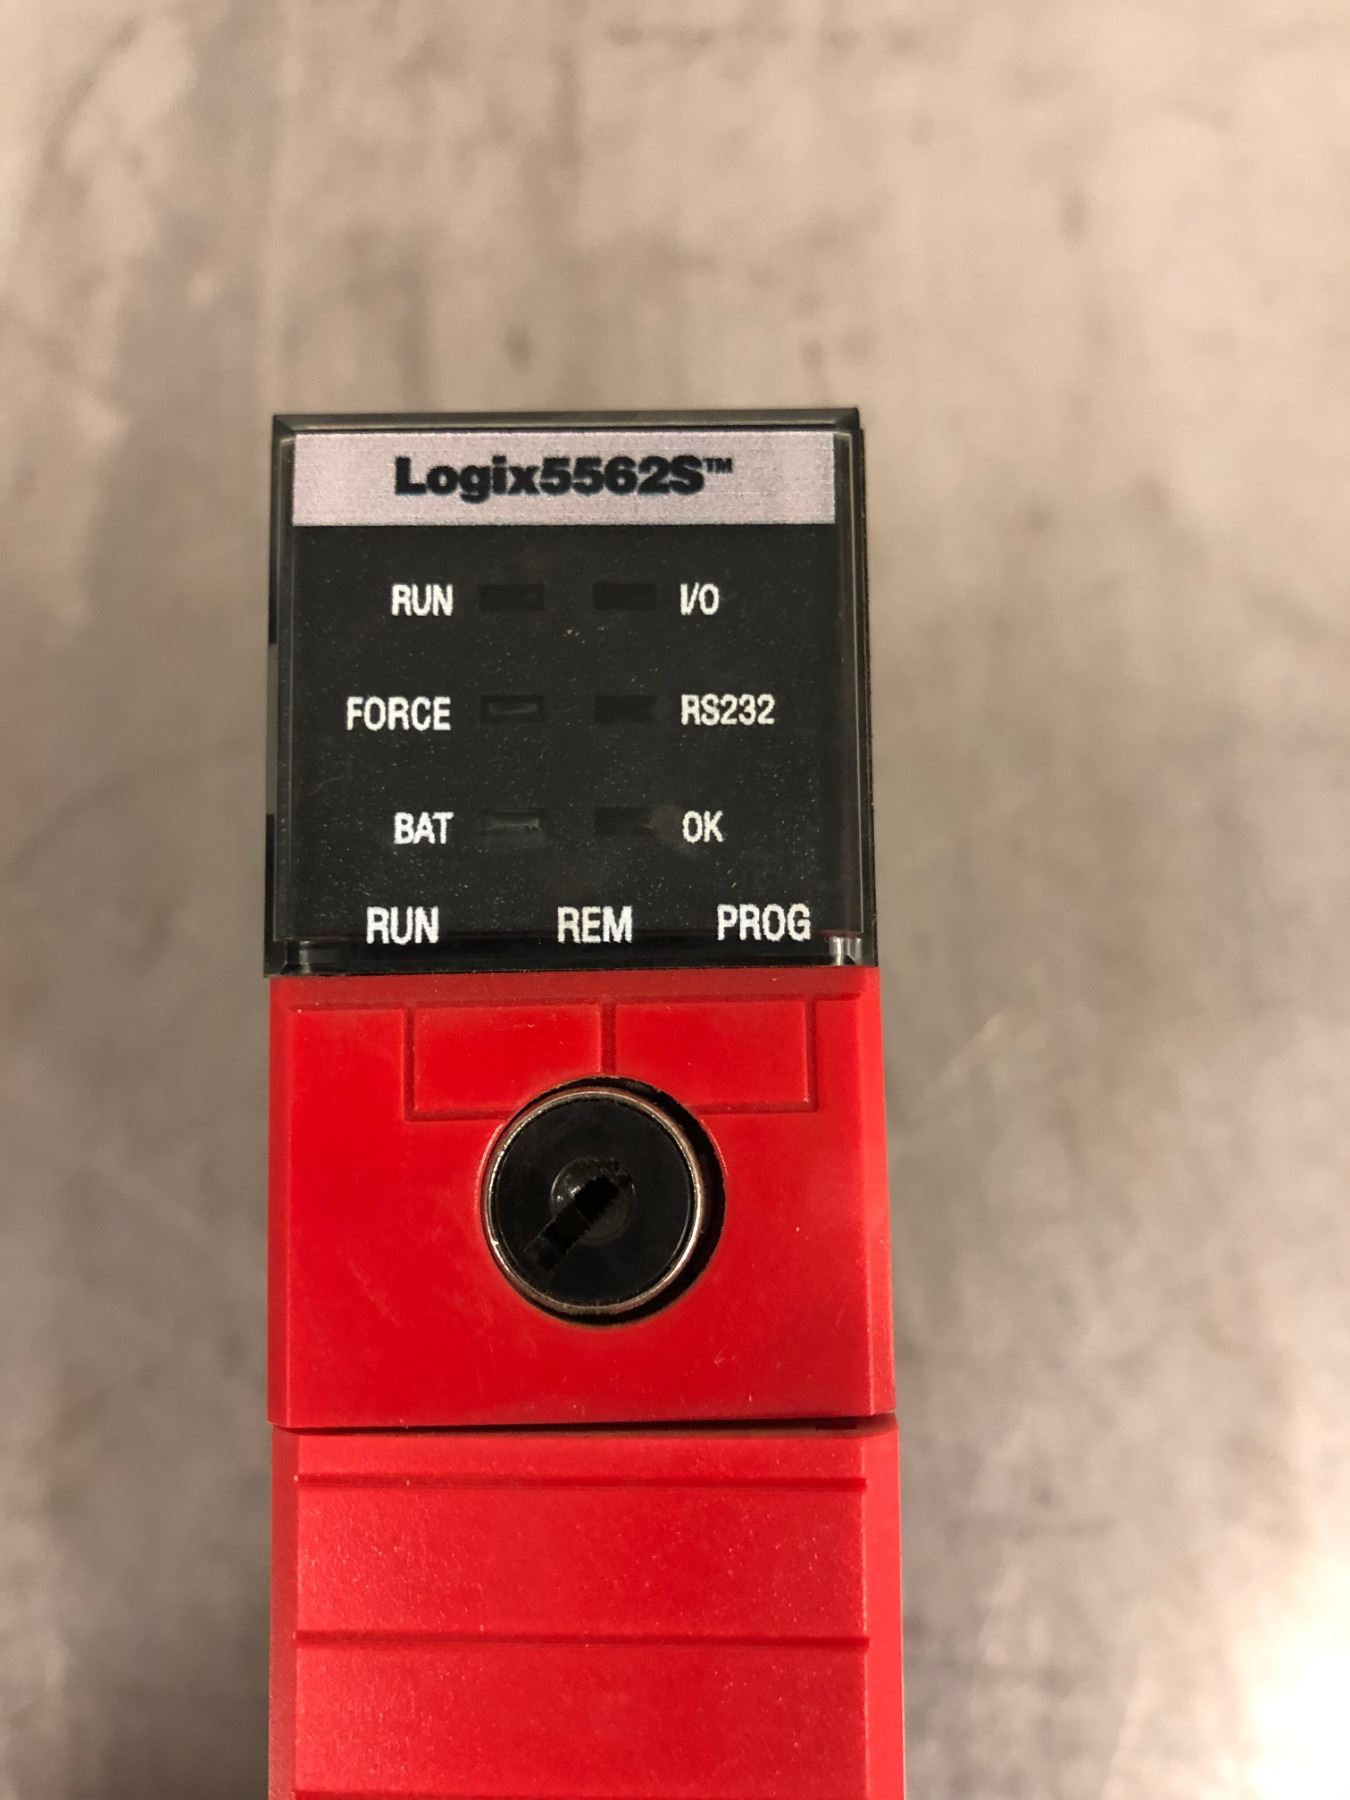 Logix5562S™
RUN I/O
FORCE RS232
BAT OK
RUN REM PROG